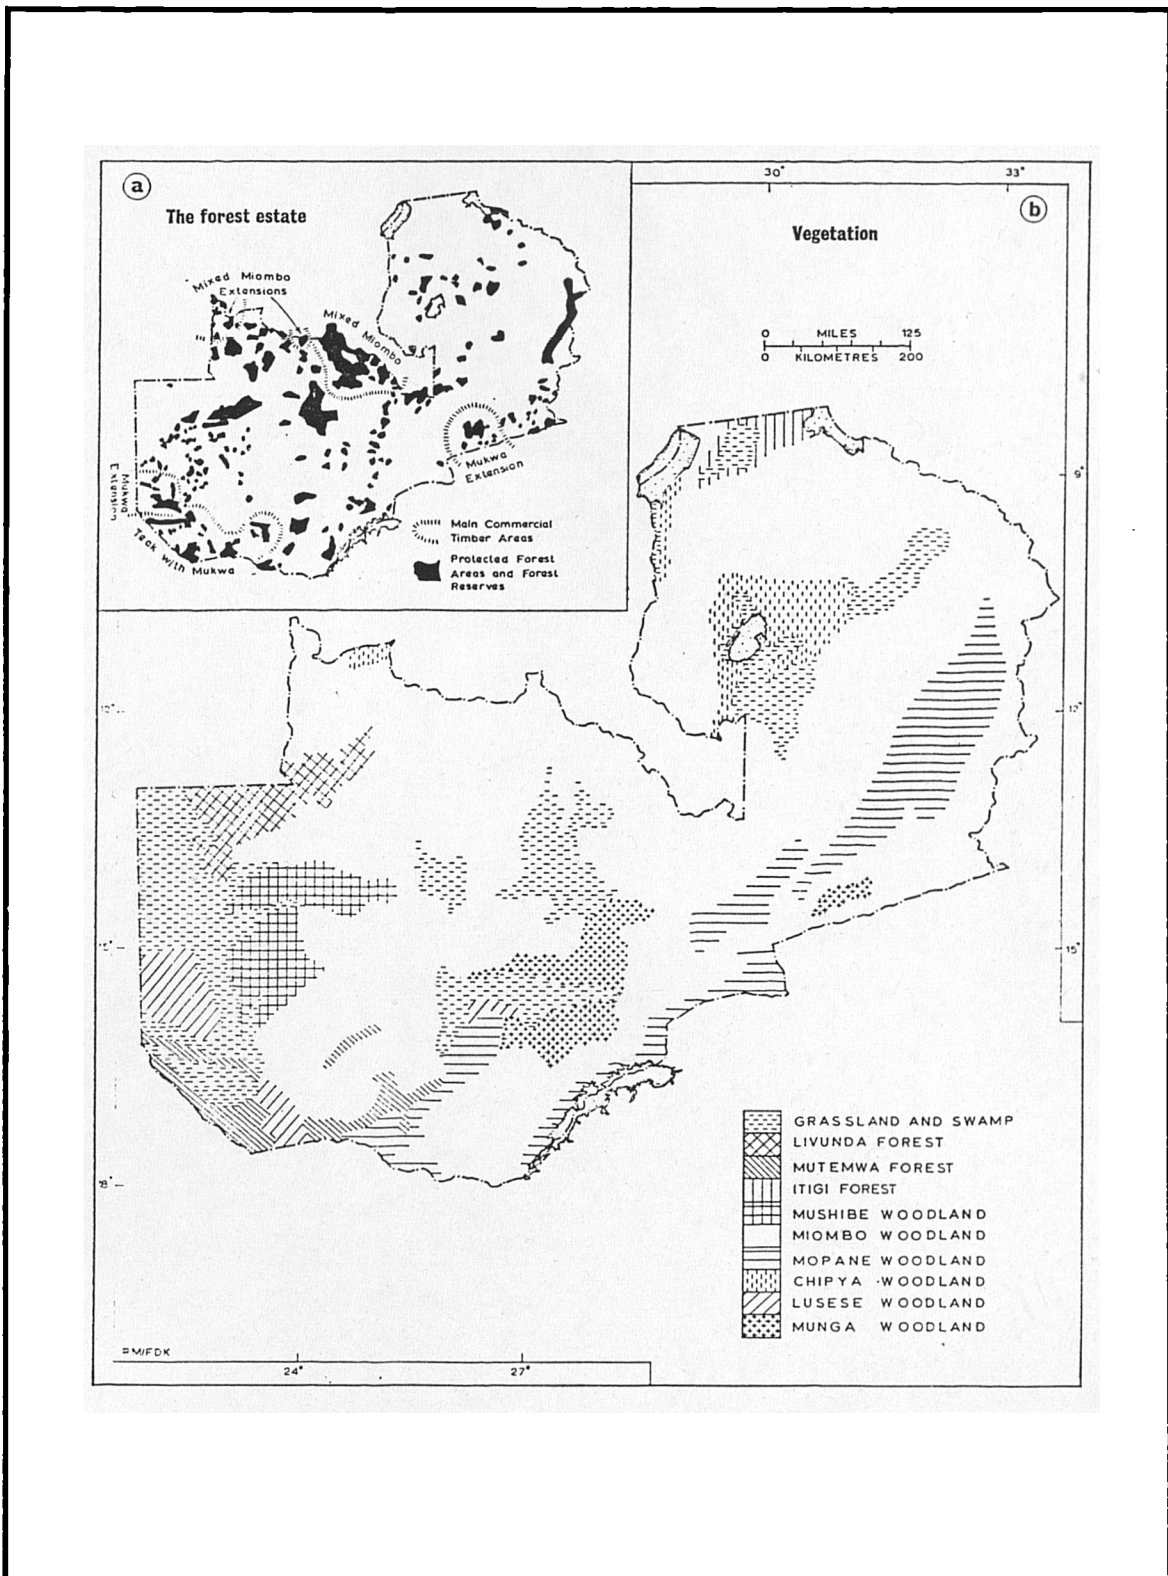 a
The forest estate
Mixed Miombo
Extensions
Mixed Miombo
Mukwa
Extension
Mukwa
Extension
Teak With Mukwa
Main Commercial
Timber Areas
Protected Forest
Areas and Forest
Reserves
30°
33°
b
Vegetation
0 MILES 125
0 KILOMETRES 200
9°
12°
15°
GRASSLAND AND SWAMP
LIVUNDA FOREST
MUTEMWA FOREST
ITIGI FOREST
MUSHIBE WOODLAND
MIOMBO WOODLAND
MOPANE WOODLAND
CHIPYA WOODLAND
LUSESE WOODLAND
MUNGA WOODLAND
24°
27°